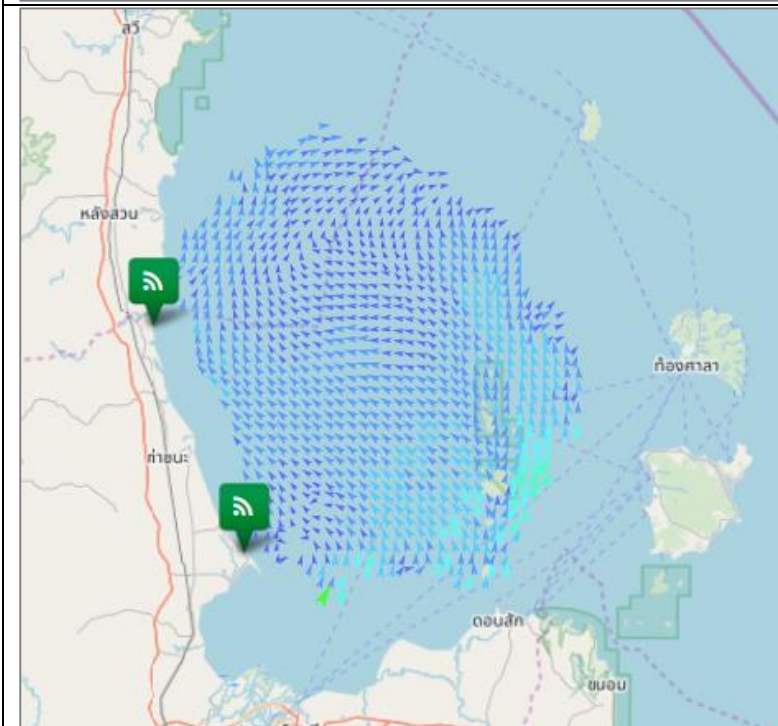 สวี
หลังสวน
ท้องศาลา
ท่าชนะ
ดอนสัก
ขนอม